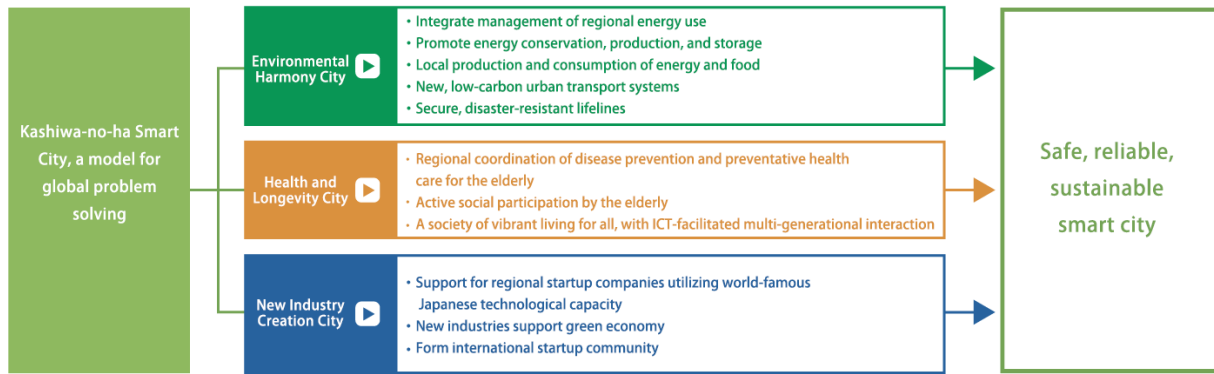 Kashiwa-no-ha Smart
City, a model for
global problem
solving
Environmental
Harmony City
• Integrate management of regional energy use
• Promote energy conservation, production, and storage
• Local production and consumption of energy and food
• New, low-carbon urban transport systems
• Secure, disaster-resistant lifelines
Health and
Longevity City
• Regional coordination of disease prevention and preventative health
care for the elderly
• Active social participation by the elderly
• A society of vibrant living for all, with ICT-facilitated multi-generational interaction
New Industry
Creation City
• Support for regional startup companies utilizing world-famous
Japanese technological capacity
• New industries support green economy
• Form international startup community
Safe, reliable,
sustainable
smart city